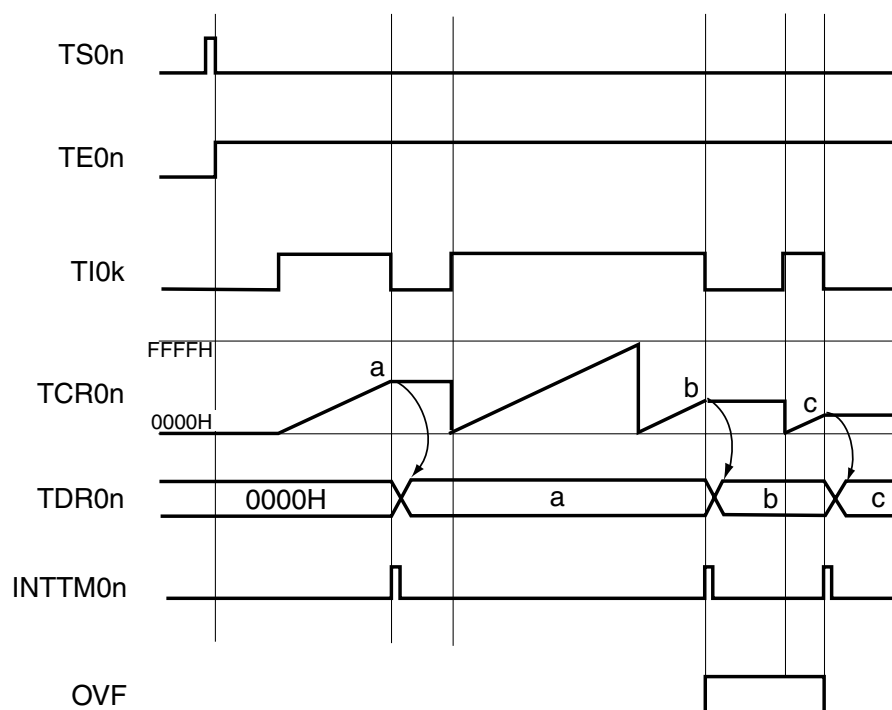 TS0n
TE0n
TI0k
FFFFH
TCR0n
a
b
c
0000H
TDR0n
0000H
a
b
c
INTTM0n
OVF